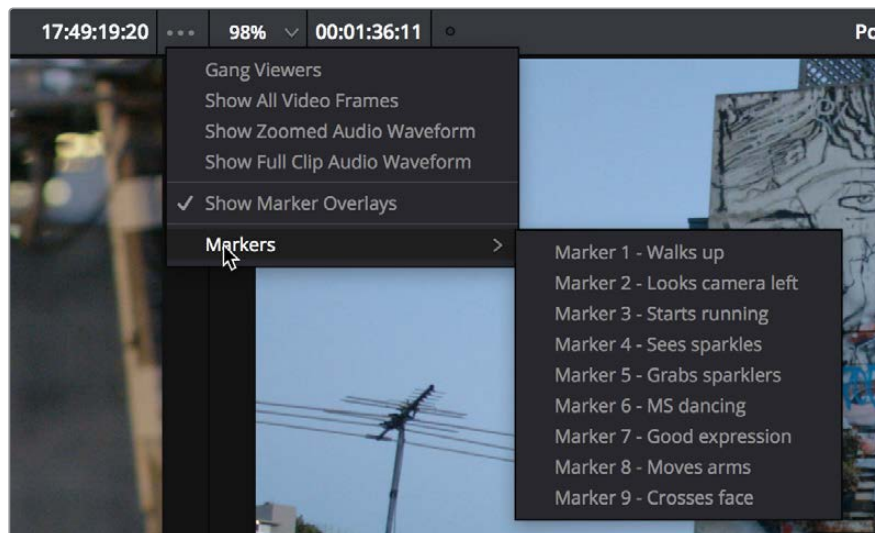 17:49:19:20 ••• 98% 00:01:36:11
Gang Viewers
Show All Video Frames
Show Zoomed Audio Waveform
Show Full Clip Audio Waveform
✓ Show Marker Overlays
Markers >
Marker 1 - Walks up
Marker 2 - Looks camera left
Marker 3 - Starts running
Marker 4 - Sees sparkles
Marker 5 - Grabs sparklers
Marker 6 - MS dancing
Marker 7 - Good expression
Marker 8 - Moves arms
Marker 9 - Crosses face